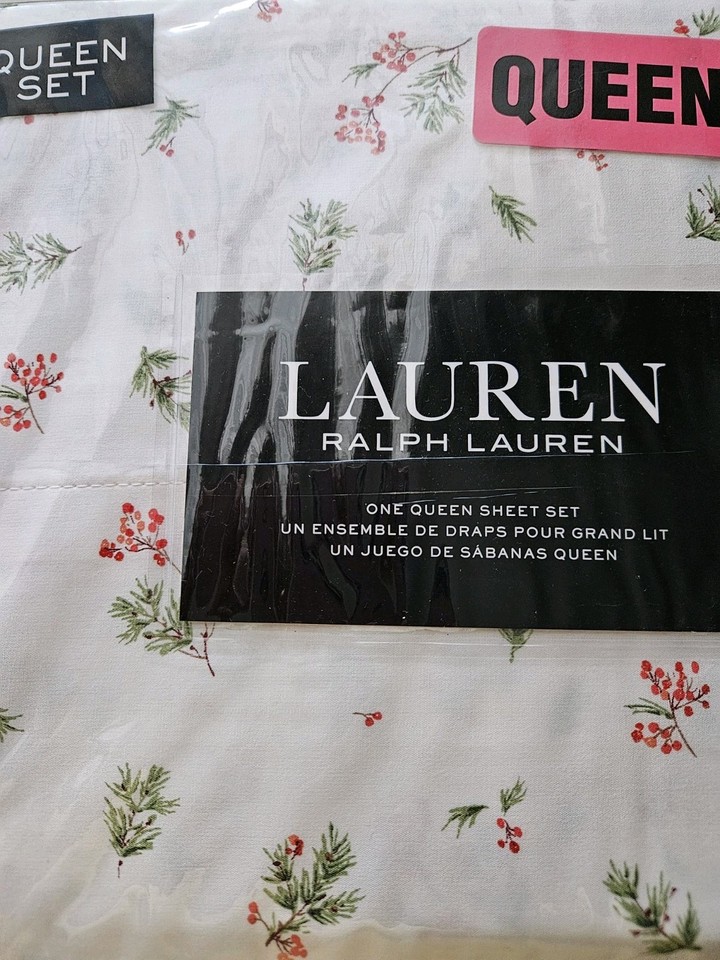 QUEEN
SET
QUEEN
LAUREN
RALPH LAUREN
ONE QUEEN SHEET SET
UN ENSEMBLE DE DRAPS POUR GRAND LIT
UN JUEGO DE SÁBANAS QUEEN